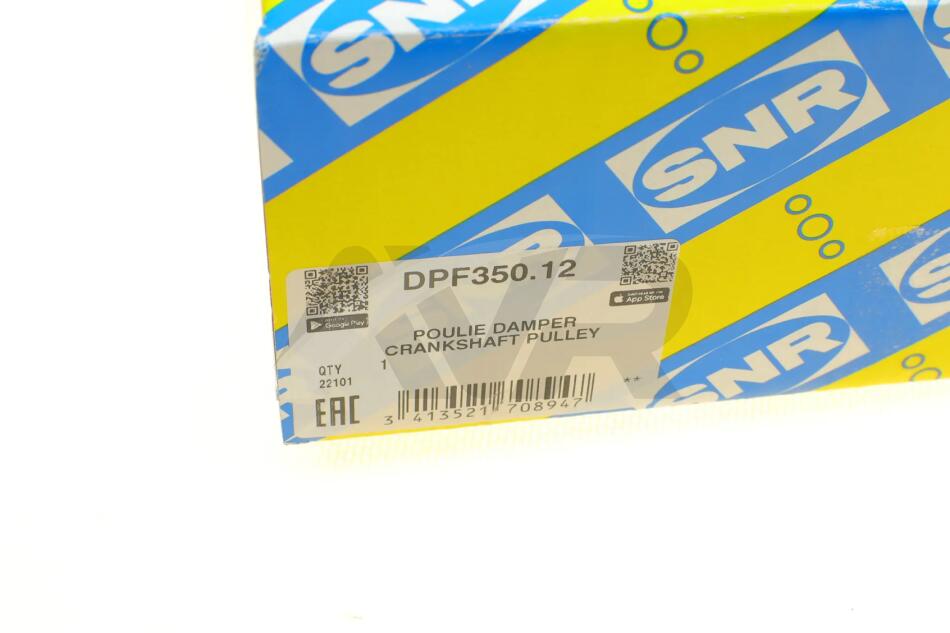 SNR
SNR
DPF350.12
Google Play
App Store
POULIE DAMPER
CRANKSHAFT PULLEY
QTY 1
22101
**
EAC
3 413521 708947
SNR